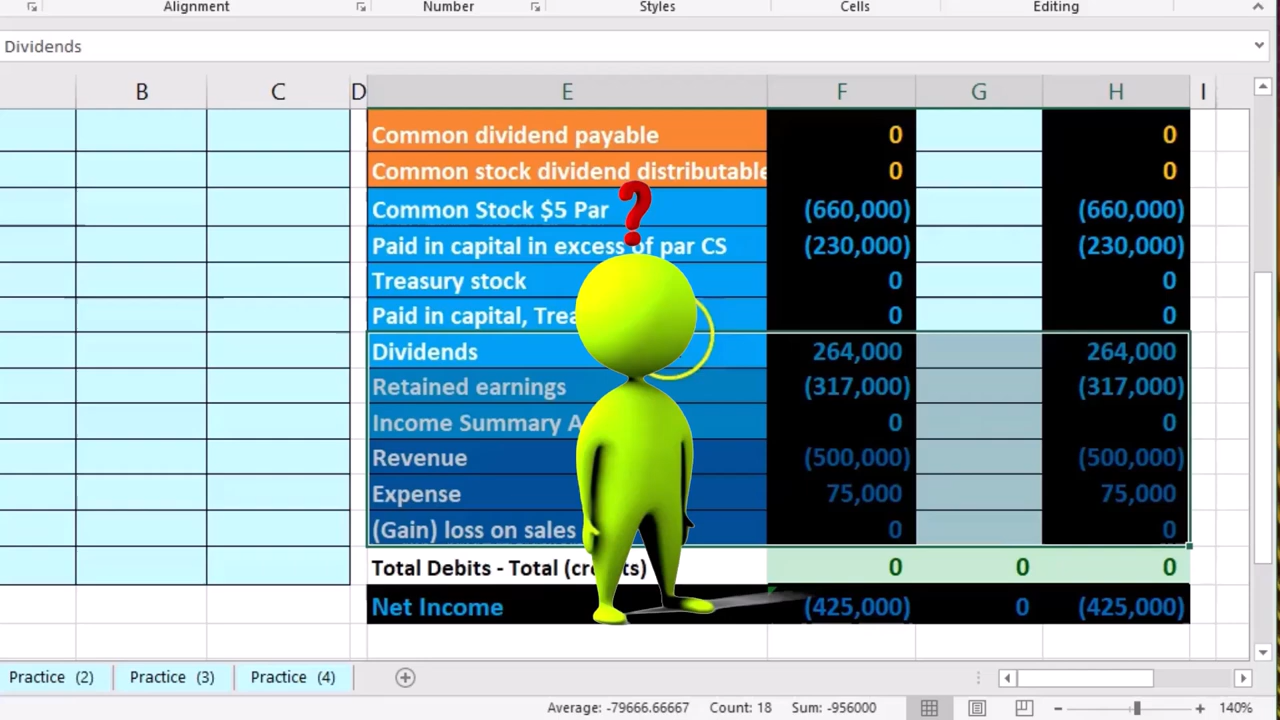 Alignment Number Styles Cells Editing
Dividends
B C D E F G H I
Common dividend payable 0 0
Common stock dividend distributable 0 0
Common Stock $5 Par (660,000) (660,000)
Paid in capital in excess of par CS (230,000) (230,000)
Treasury stock 0 0
Paid in capital, 0 0
Dividends 264,000 264,000
Retained earnings (317,000) (317,000)
Income Summary 0 0
Revenue (500,000) (500,000)
Expense 75,000 75,000
(Gain) loss on sales 0 0
Total Debits - Total 0 0 0
Net Income (425,000) 0 (425,000)
Practice (2) Practice (3) Practice (4)
Average: -79666.66667 Count: 18 Sum: -956000 140%
?